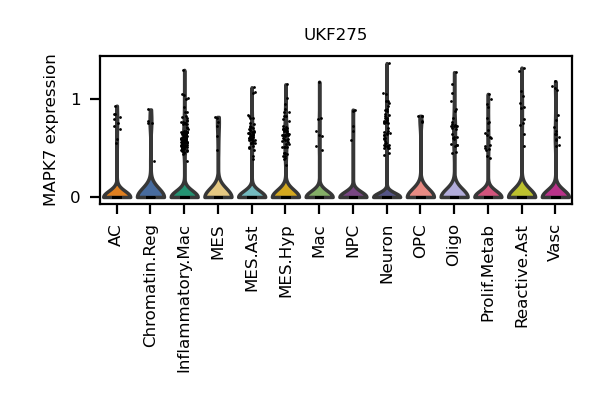 UKF275
MAPK7 expression
1
0
AC
Chromatin.Reg
Inflammatory.Mac
MES
MES.Ast
MES.Hyp
Mac
NPC
Neuron
OPC
Oligo
Prolif.Metab
Reactive.Ast
Vasc